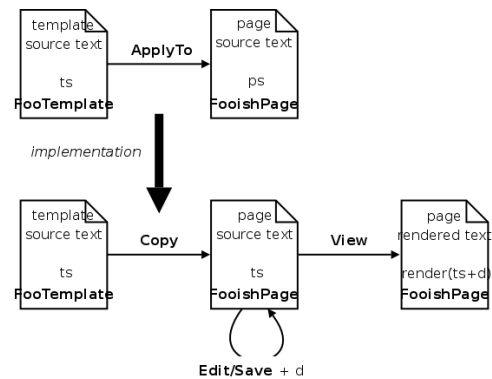 template
source text
ts
FooTemplate
ApplyTo
page
source text
ps
FooishPage
implementation
template
source text
ts
FooTemplate
Copy
page
source text
ts
FooishPage
View
page
rendered text
render(ts+d)
FooishPage
Edit/Save + d